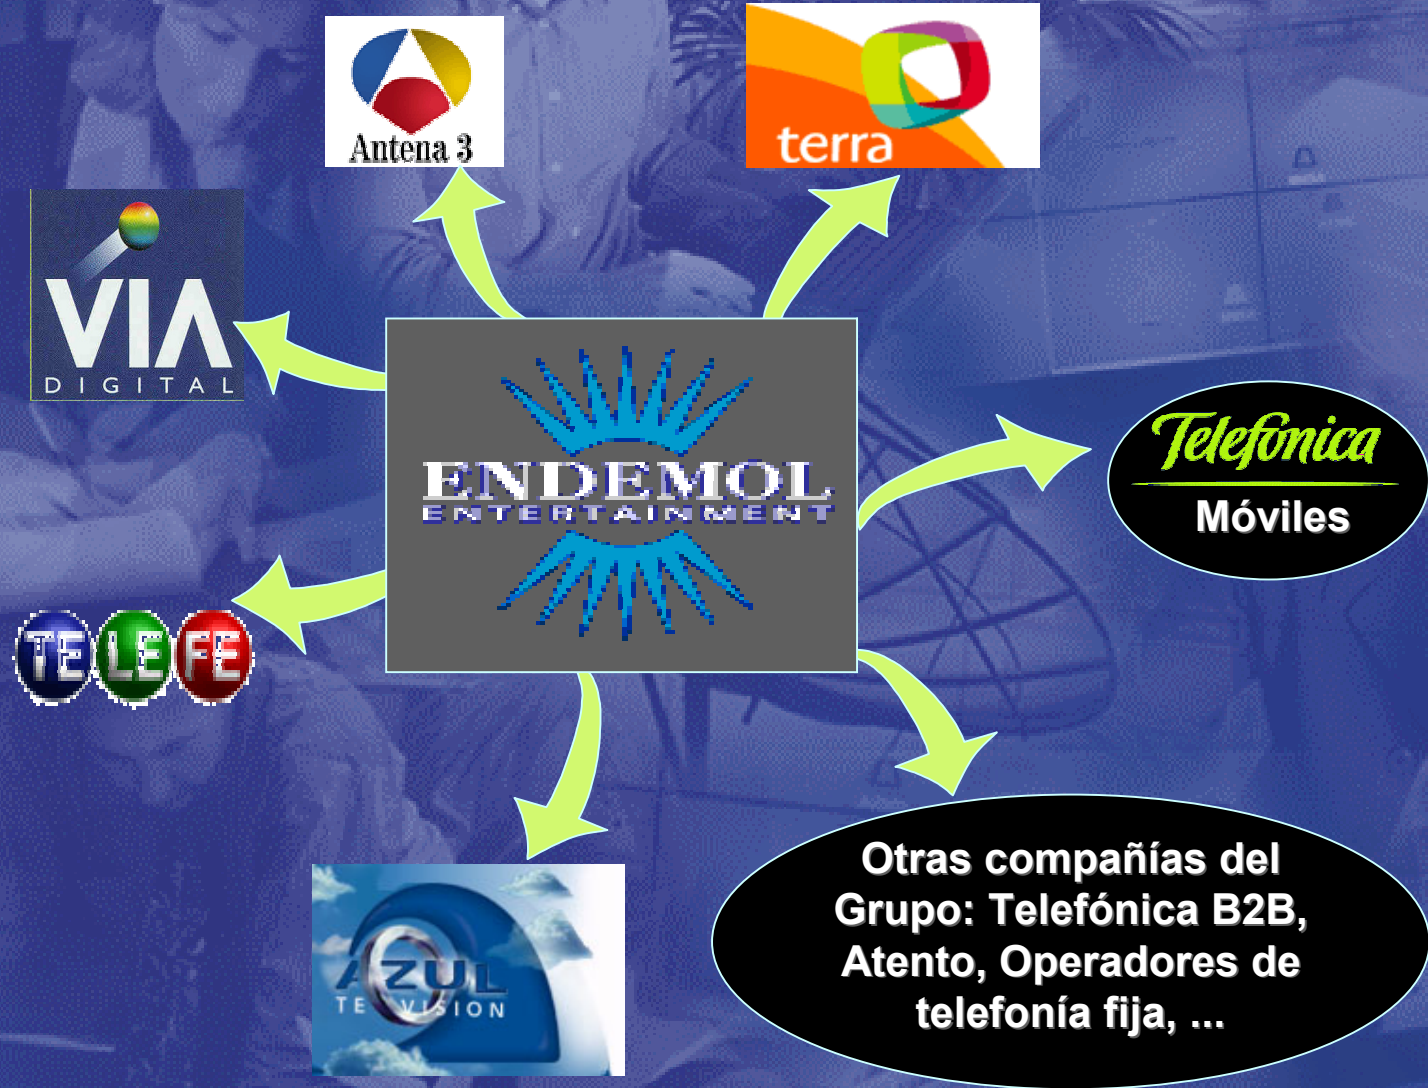 Antena 3
terra
VIA
DIGITAL
ENDEMOL
ENTERTAINMENT
Telefónica
Móviles
TELEFE
AZUL
TELEVISION
Otras compañías del
Grupo: Telefónica B2B,
Atento, Operadores de
telefonía fija, ...